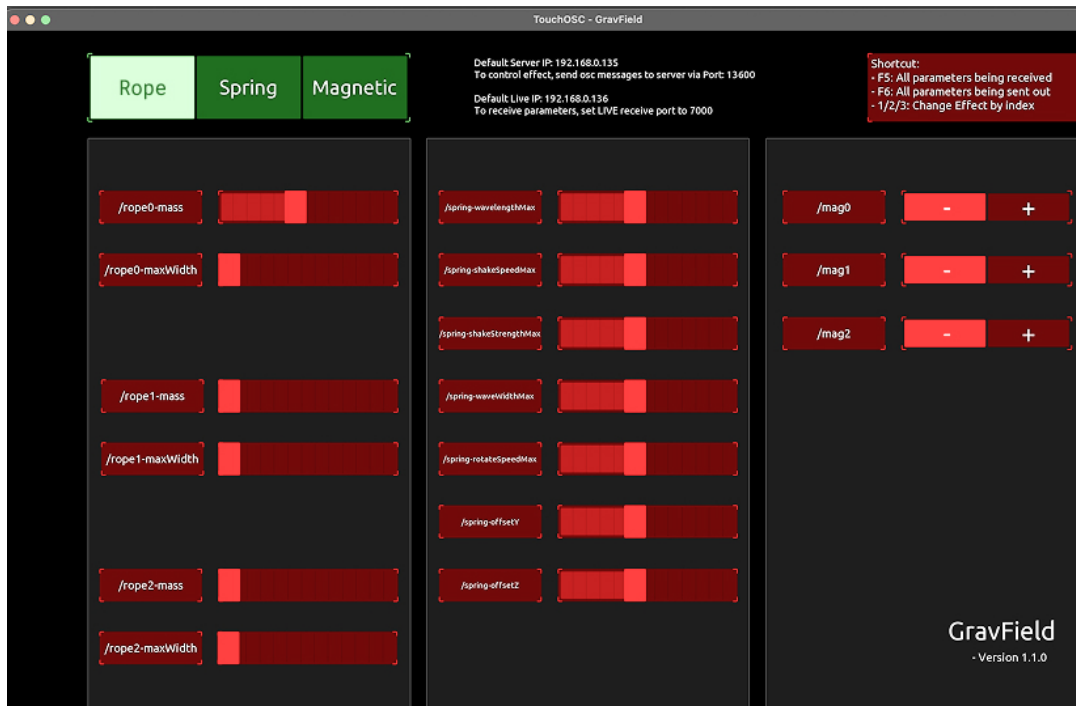 TouchOSC - GravField
Rope
Spring
Magnetic
Default Server IP: 192.168.0.135
To control effect, send osc messages to server via Port: 13600
Default Live IP: 192.168.0.136
To receive parameters, set LIVE receive port to 7000
Shortcut:
- F5: All parameters being received
- F6: All parameters being sent out
- 1/2/3: Change Effect by index
/rope0-mass
/rope0-maxWidth
/rope1-mass
/rope1-maxWidth
/rope2-mass
/rope2-maxWidth
/spring-wavelengthMax
/spring-shakeSpeedMax
/spring-shakeStrengthMax
/spring-waveWidthMax
/spring-rotateSpeedMax
/spring-offsetY
/spring-offsetZ
/mag0
- +
/mag1
- +
/mag2
- +
GravField
- Version 1.1.0